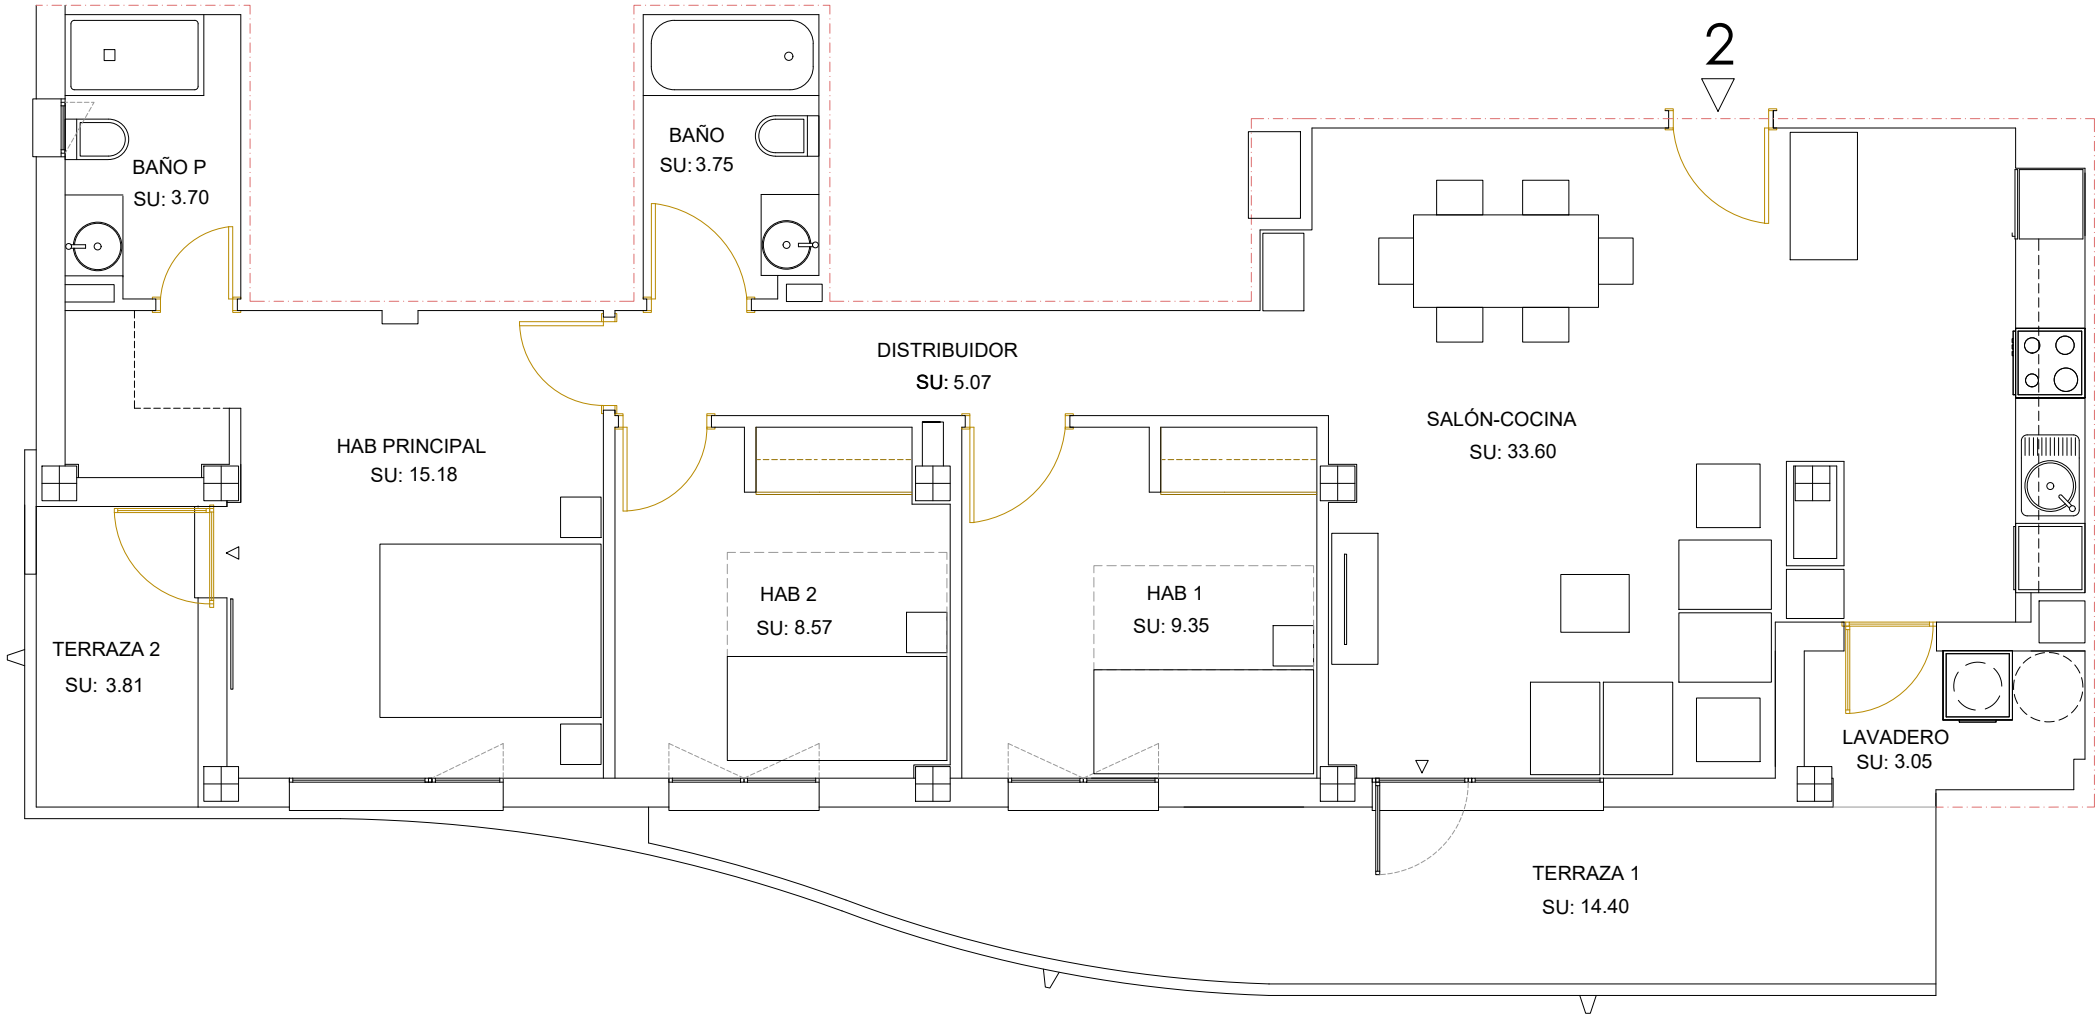 2
BAÑO
SU: 3.75
BAÑO P
SU: 3.70
DISTRIBUIDOR
SU: 5.07
SALÓN-COCINA
SU: 33.60
HAB PRINCIPAL
SU: 15.18
HAB 2
SU: 8.57
HAB 1
SU: 9.35
TERRAZA 2
SU: 3.81
LAVADERO
SU: 3.05
TERRAZA 1
SU: 14.40